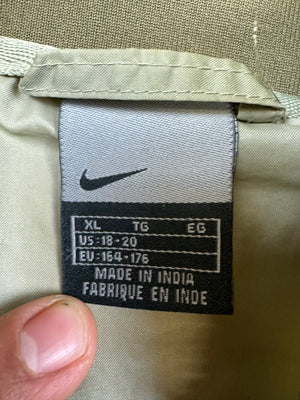 XL TG EG
US: 18-20
EU: 164-176
MADE IN INDIA
FABRIQUE EN INDE